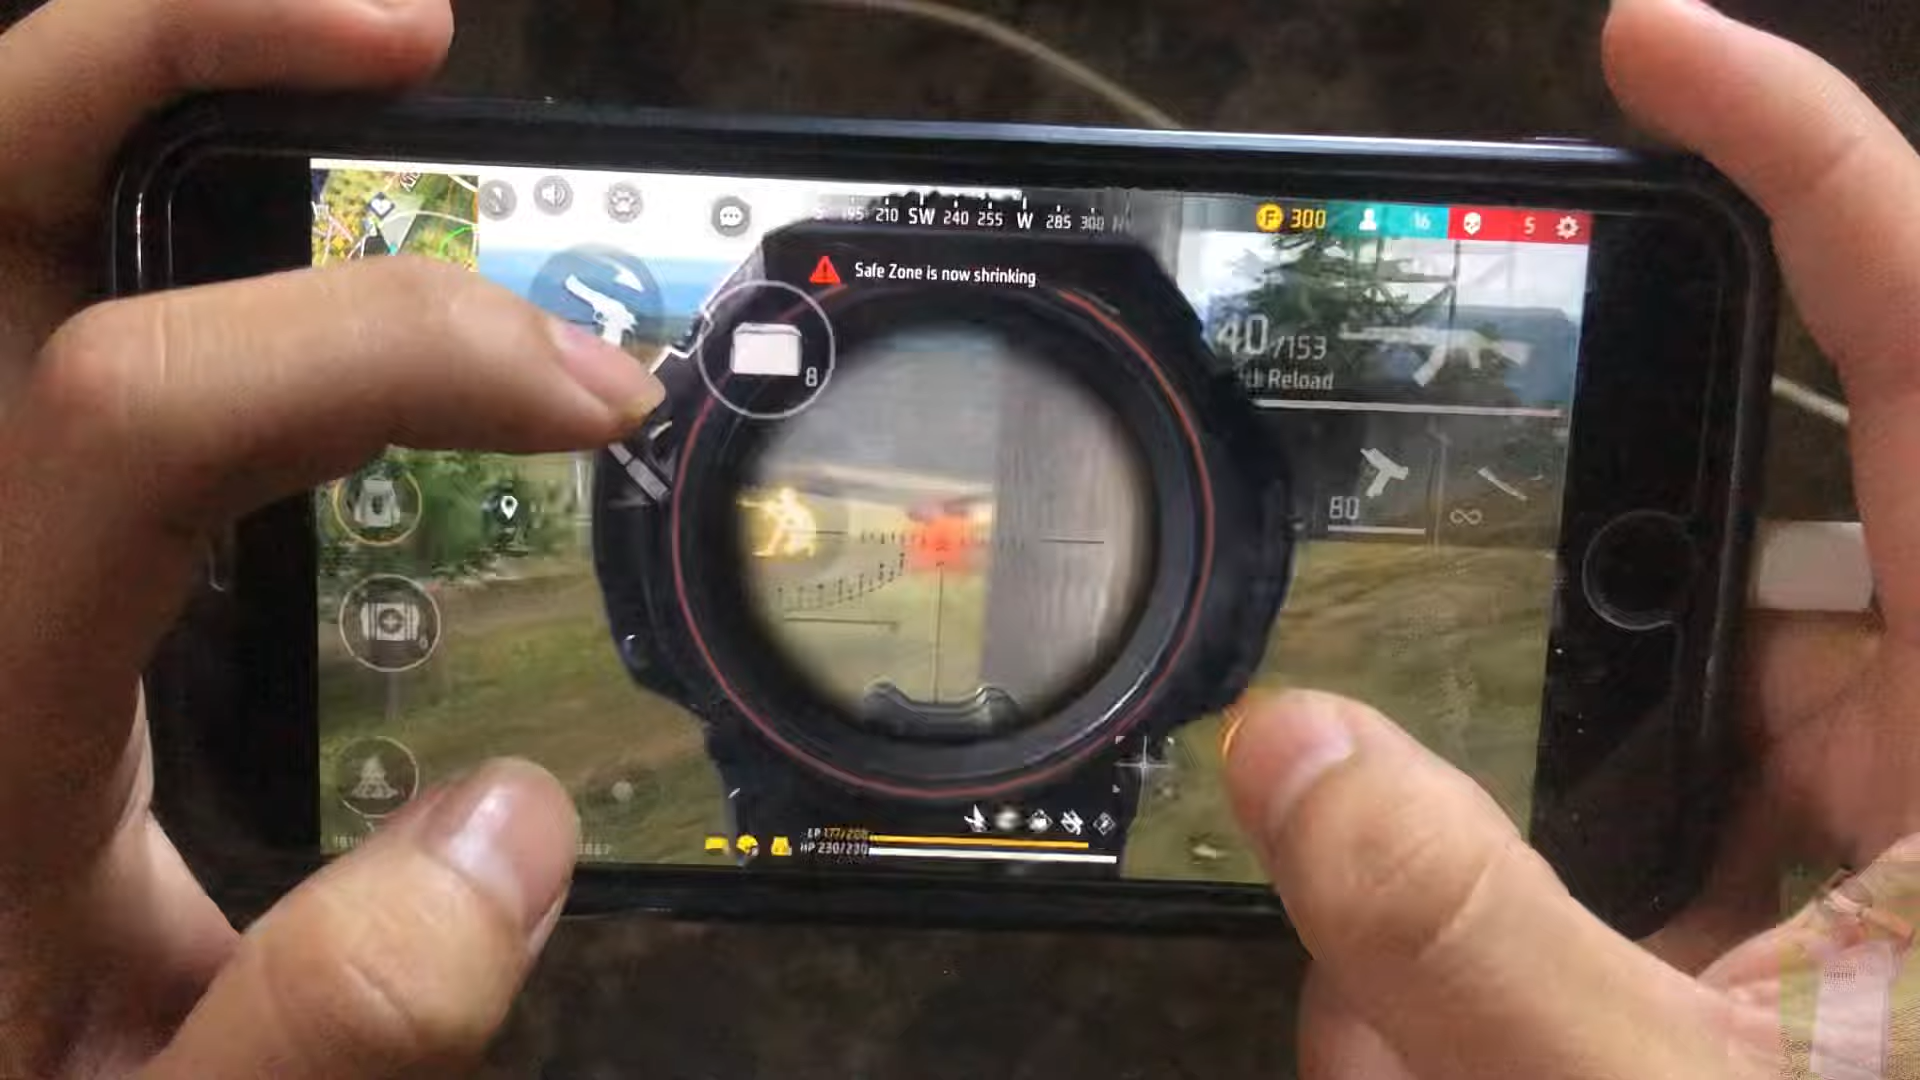 195 210 SW 240 255 W 285 300
300
16
5
Safe Zone is now shrinking
8
40/153
Reload
80
∞
EP 177/200
HP 230/230